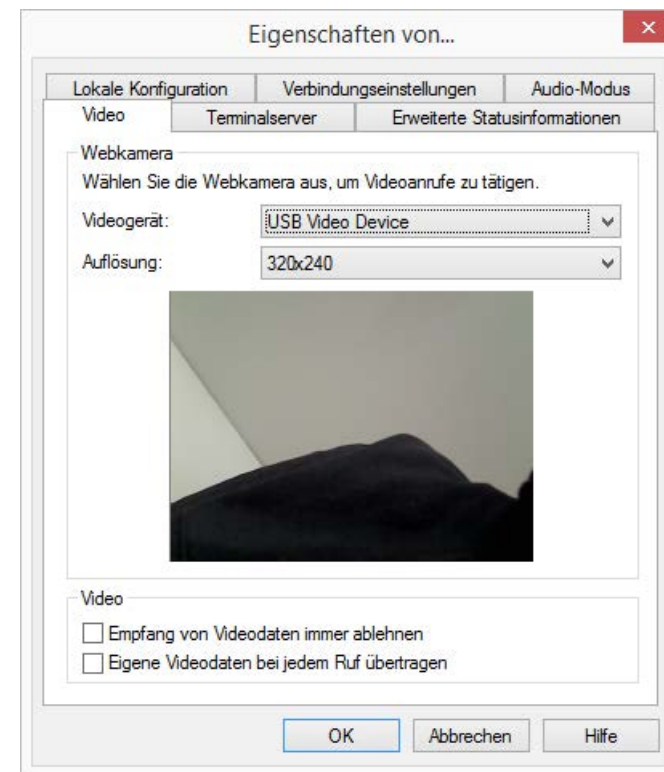 Eigenschaften von...
Lokale Konfiguration Verbindungseinstellungen Audio-Modus
Video Terminalserver Erweiterte Statusinformationen
Webkamera
Wählen Sie die Webkamera aus, um Videoanrufe zu tätigen.
Videogerät: USB Video Device
Auflösung: 320x240
Video
Empfang von Videodaten immer ablehnen
Eigene Videodaten bei jedem Ruf übertragen
OK Abbrechen Hilfe